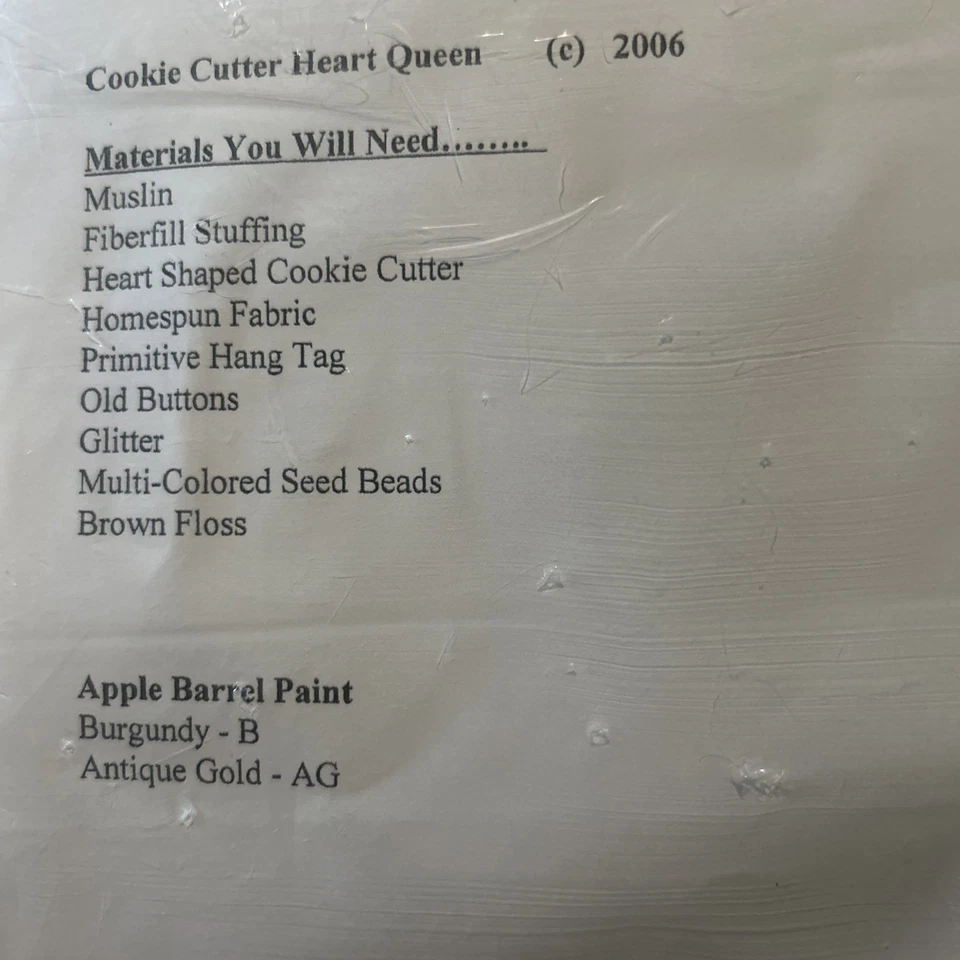 Cookie Cutter Heart Queen (c) 2006
Materials You Will Need........
Muslin
Fiberfill Stuffing
Heart Shaped Cookie Cutter
Homespun Fabric
Primitive Hang Tag
Old Buttons
Glitter
Multi-Colored Seed Beads
Brown Floss
Apple Barrel Paint
Burgundy - B
Antique Gold - AG